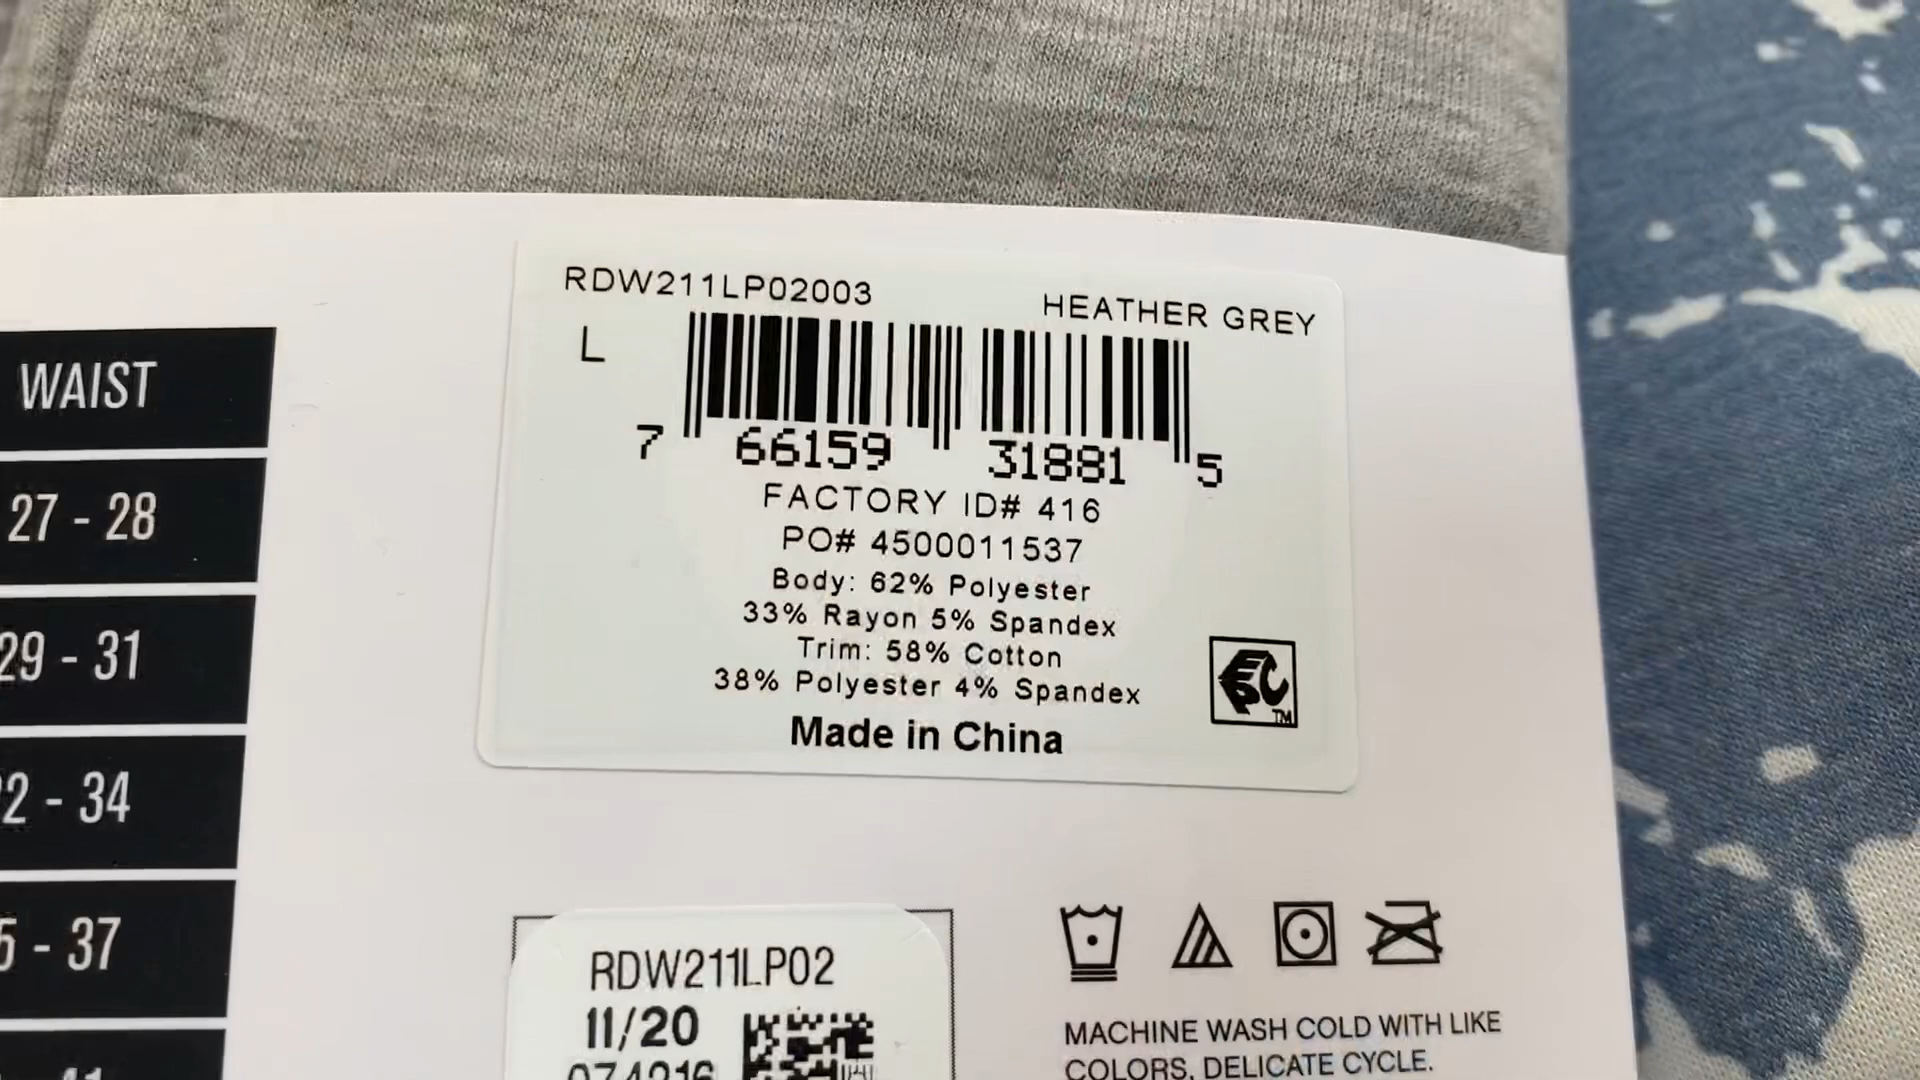 RDW211LP02003
HEATHER GREY
L
7 66159 31881 5
FACTORY ID# 416
PO# 4500011537
Body: 62% Polyester
33% Rayon 5% Spandex
Trim: 58% Cotton
38% Polyester 4% Spandex
Made in China
EPC
TM
WAIST
27 - 28
29 - 31
2 - 34
5 - 37
RDW211LP02
11/20
MACHINE WASH COLD WITH LIKE
COLORS, DELICATE CYCLE.